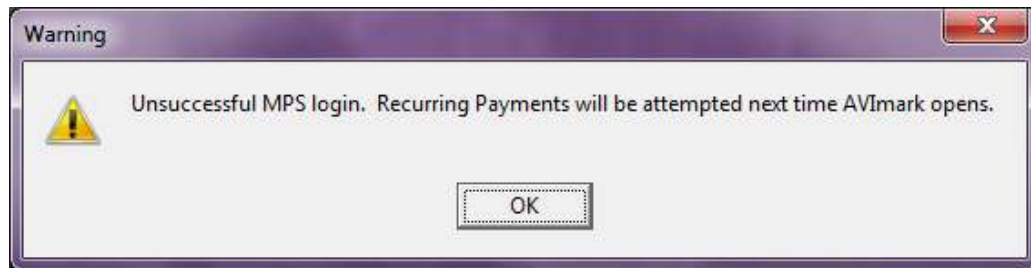 Warning
Unsuccessful MPS login.  Recurring Payments will be attempted next time AVImark opens.
OK